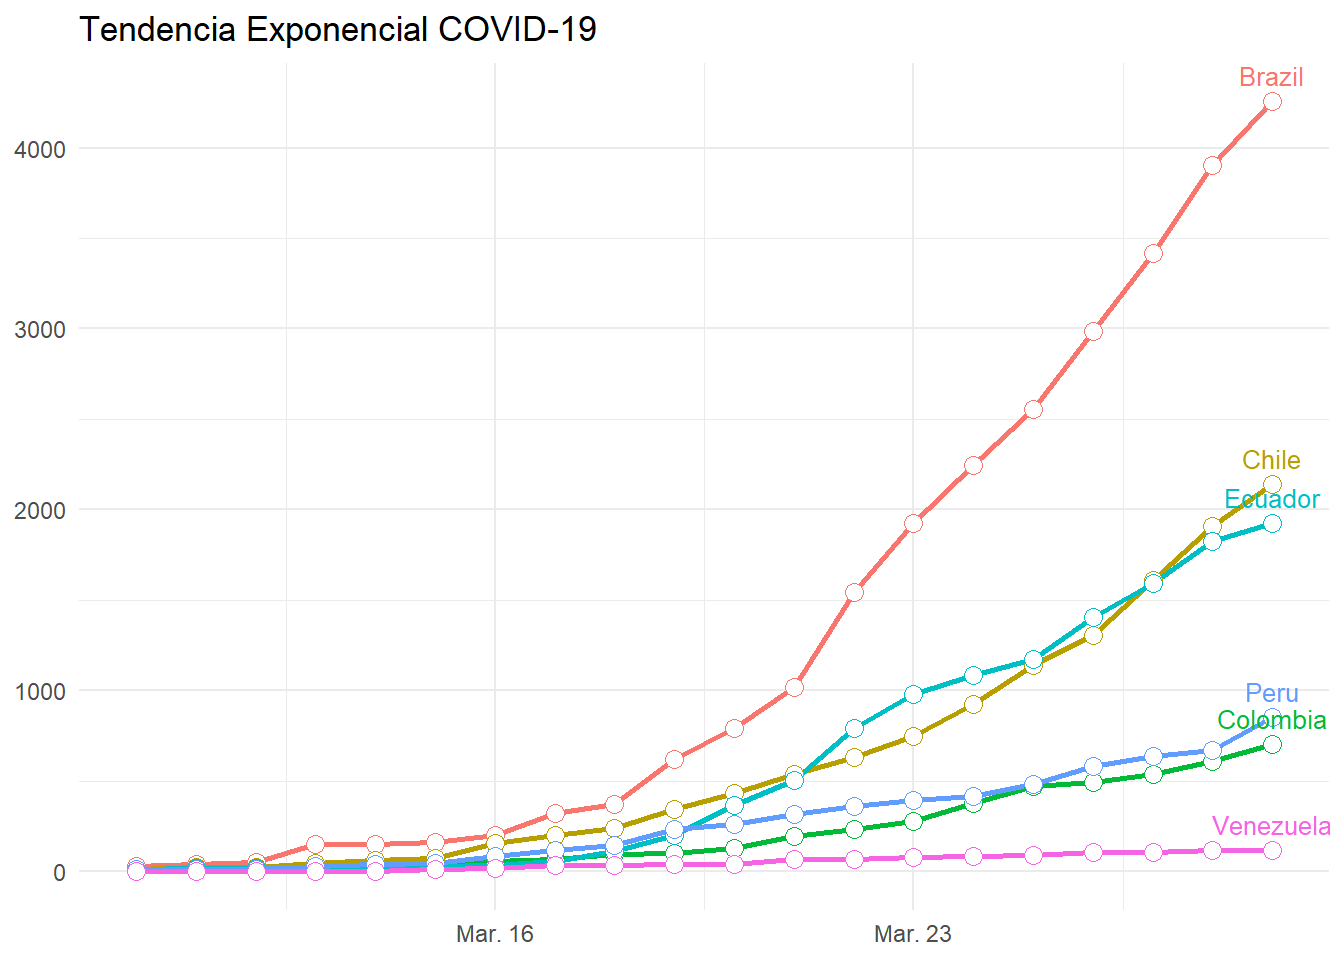 Tendencia Exponencial COVID-19
Brazil
4000
3000
Chile
2000
Ecuador
1000
Peru
Colombia
Venezuela
0
Mar. 16
Mar. 23